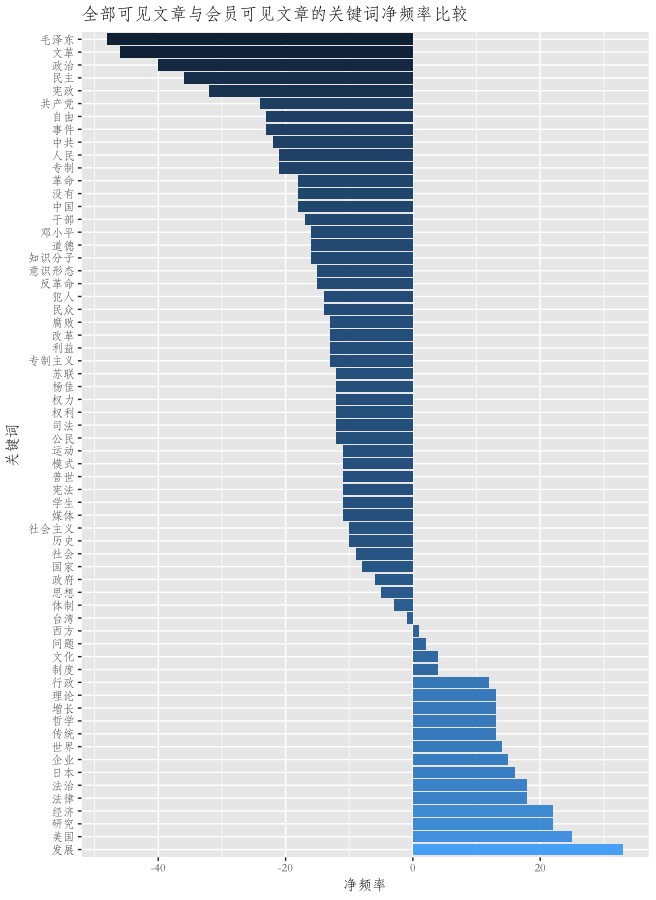 全部可见文章与会员可见文章的关键词净频率比较
毛泽东
文革
政治
民主
宪政
共产党
自由
事件
中共
人民
专制
革命
没有
中国
干部
邓小平
道德
知识分子
意识形态
反革命
犯人
民众
腐败
改革
利益
专制主义
苏联
杨佳
权力
权利
司法
公民
运动
模式
普世
宪法
学生
媒体
社会主义
历史
社会
国家
政府
思想
体制
台湾
西方
问题
文化
制度
行政
理论
增长
哲学
传统
世界
企业
日本
法治
法律
经济
研究
美国
发展
关键词
-40 -20 0 20
净频率